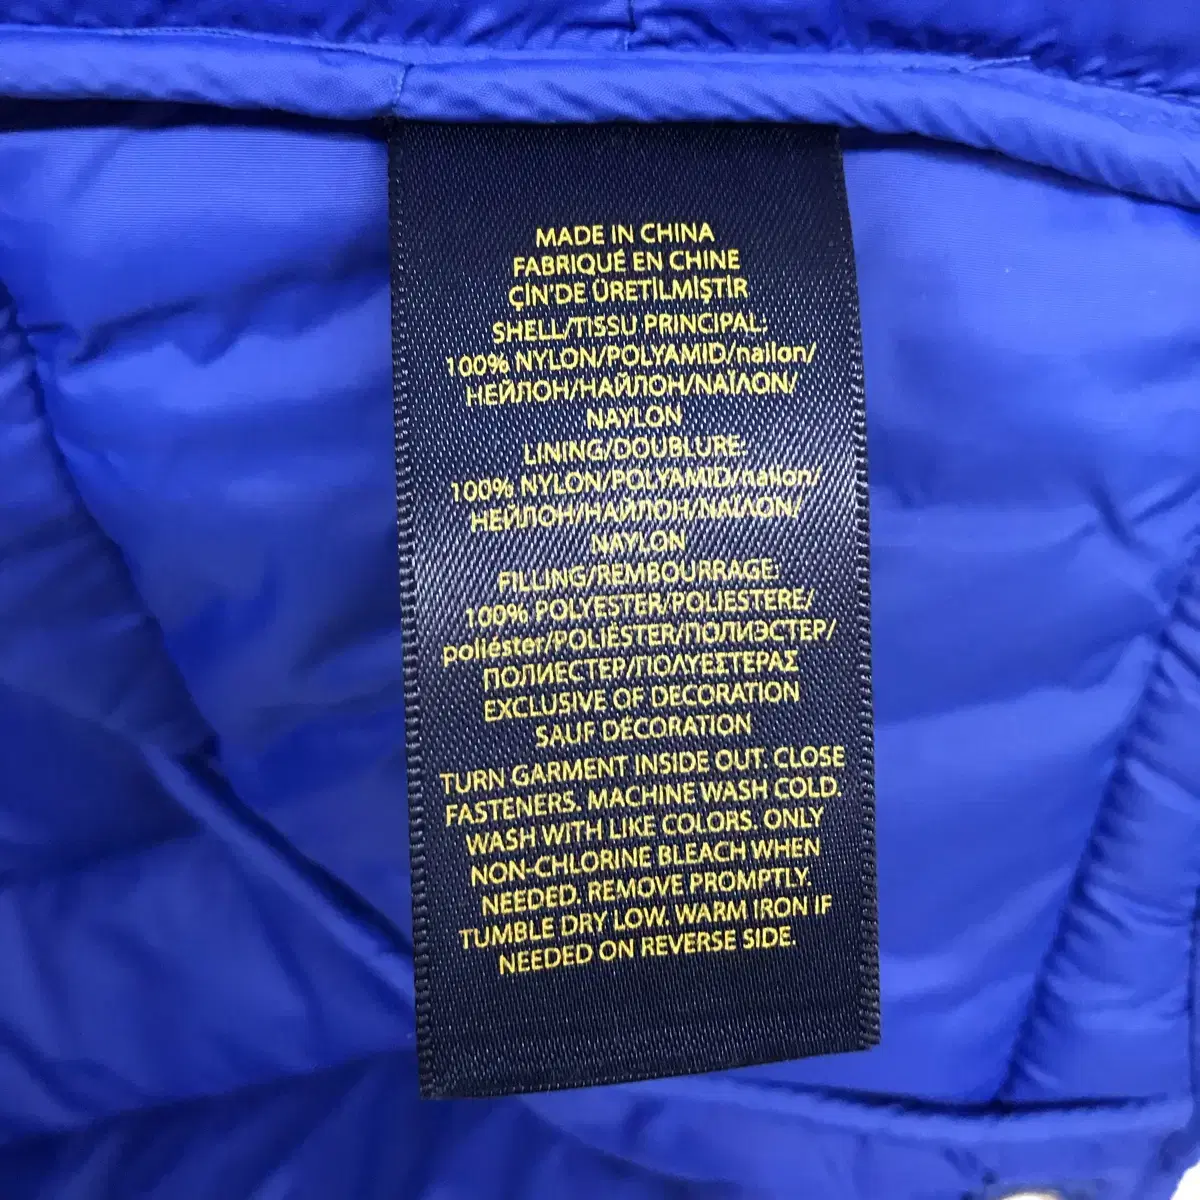 MADE IN CHINA
FABRIQUÉ EN CHINE
ÇİN'DE ÜRETİLMİŞTİR
SHELL/TISSU PRINCIPAL:
100% NYLON/POLYAMID/nailon/
НЕЙЛОН/НАЙЛОН/ΝΑΪΛΟΝ/
NAYLON
LINING/DOUBLURE:
100% NYLON/POLYAMID/nailon/
НЕЙЛОН/НАЙЛОН/ΝΑΪΛΟΝ/
NAYLON
FILLING/REMBOURRAGE:
100% POLYESTER/POLIESTERE/
poliéster/POLIÉSTER/ПОЛИЭСТЕР/
ПОЛИЕСТЕР/ΠΟΛΥΕΣΤΕΡΑΣ
EXCLUSIVE OF DECORATION
SAUF DÉCORATION
TURN GARMENT INSIDE OUT. CLOSE
FASTENERS. MACHINE WASH COLD.
WASH WITH LIKE COLORS. ONLY
NON-CHLORINE BLEACH WHEN
NEEDED. REMOVE PROMPTLY.
TUMBLE DRY LOW. WARM IRON IF
NEEDED ON REVERSE SIDE.